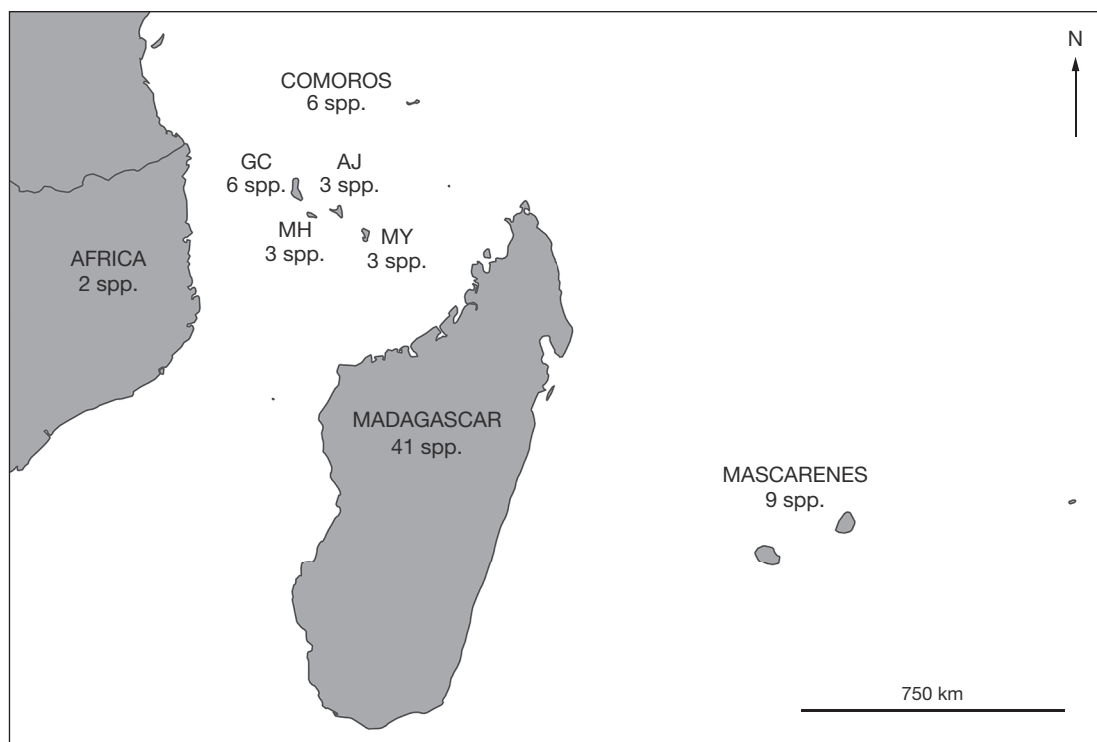 N
COMOROS
6 spp.
GC
6 spp.
AJ
3 spp.
MH
3 spp.
MY
3 spp.
AFRICA
2 spp.
MADAGASCAR
41 spp.
MASCARENES
9 spp.
750 km